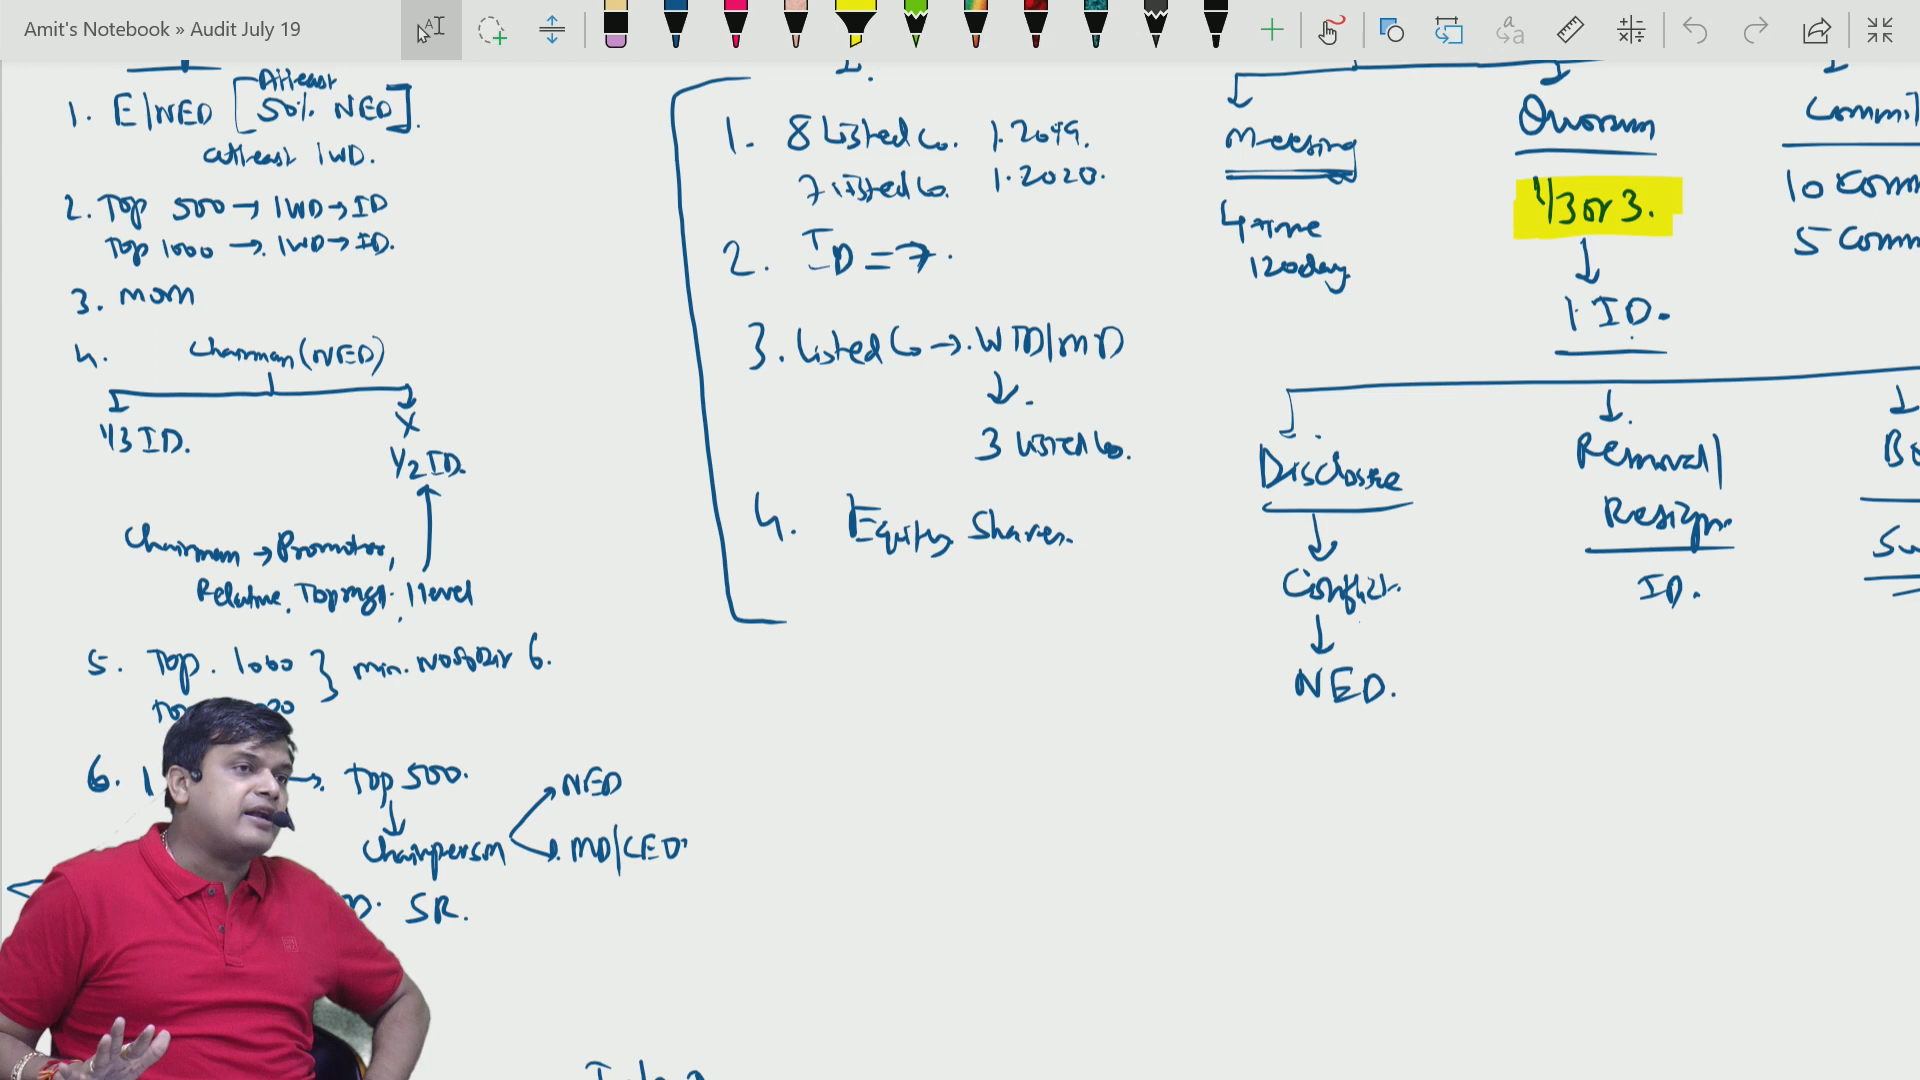 Amit's Notebook » Audit July 19
Atleast
1. E/NED [50% NED].
atleast 1WD.
2. Top 500 → 1WD → ID
Top 1000 → 1WD → ID.
3. mom
4. Chairman (NED)
1/3 ID.
X
1/2 ID.
Chairman → Promoter,
Relative, Topmgt. 1 level
5. Top. 1000 } min. No of Dir 6.
6. 1 → Top 500.
Chairperson
NED
MD/CEO
SR.
1. 8 Listed Co. 1.2019.
7 Listed Co. 1.2020.
2. ID = 7.
3. Listed Co → WTD/MD
3 Listed Co.
4. Equity Shares.
Meeting
4 time
120 day
Quorum
1/3 or 3.
1 ID.
10 Comm
5 Comm
Disclosure
Conflict.
NED.
Removal/
Resign
ID.